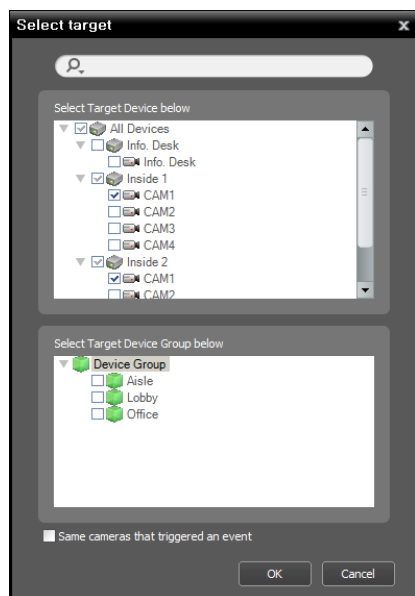 Select target
x
Select Target Device below
All Devices
Info. Desk
Info. Desk
Inside 1
CAM1
CAM2
CAM3
CAM4
Inside 2
CAM1
CAM2
Select Target Device Group below
Device Group
Aisle
Lobby
Office
Same cameras that triggered an event
OK Cancel